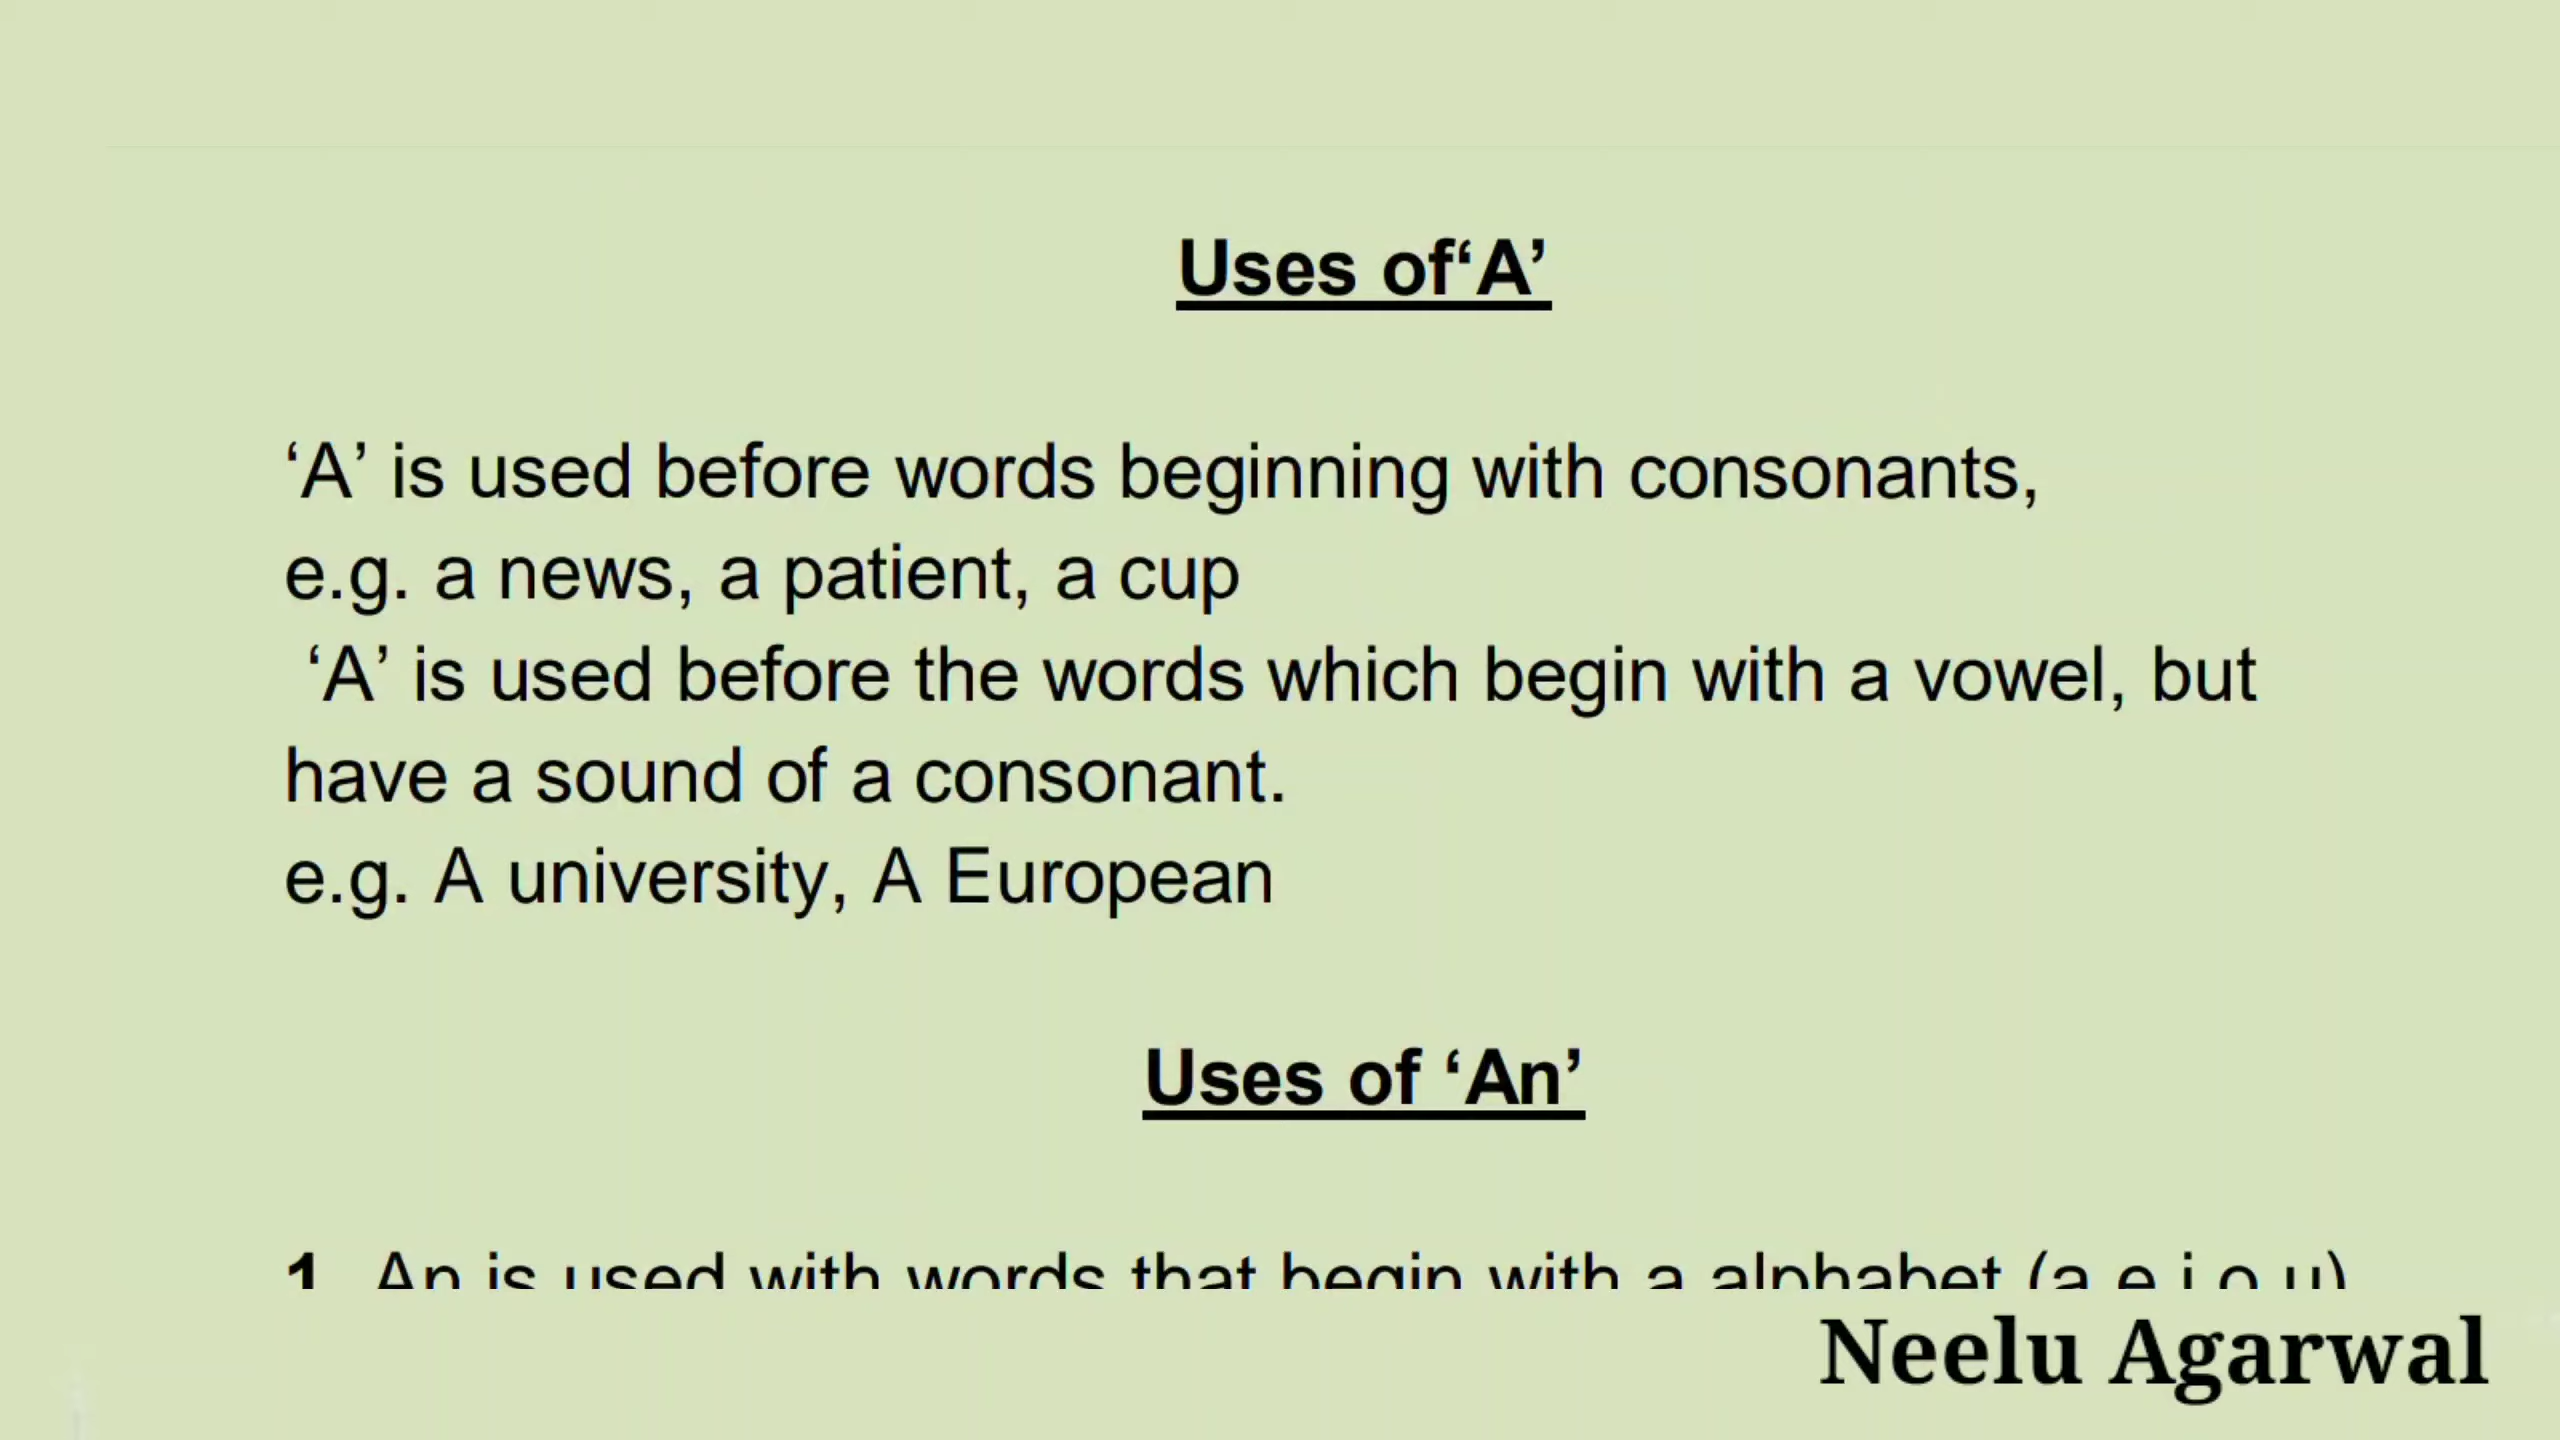 Uses of‘A’
‘A’ is used before words beginning with consonants,
e.g. a news, a patient, a cup
‘A’ is used before the words which begin with a vowel, but
have a sound of a consonant.
e.g. A university, A European
Uses of ‘An’
1. An is used with words that begin with a alphabet (a,e,i,o,u)
Neelu Agarwal